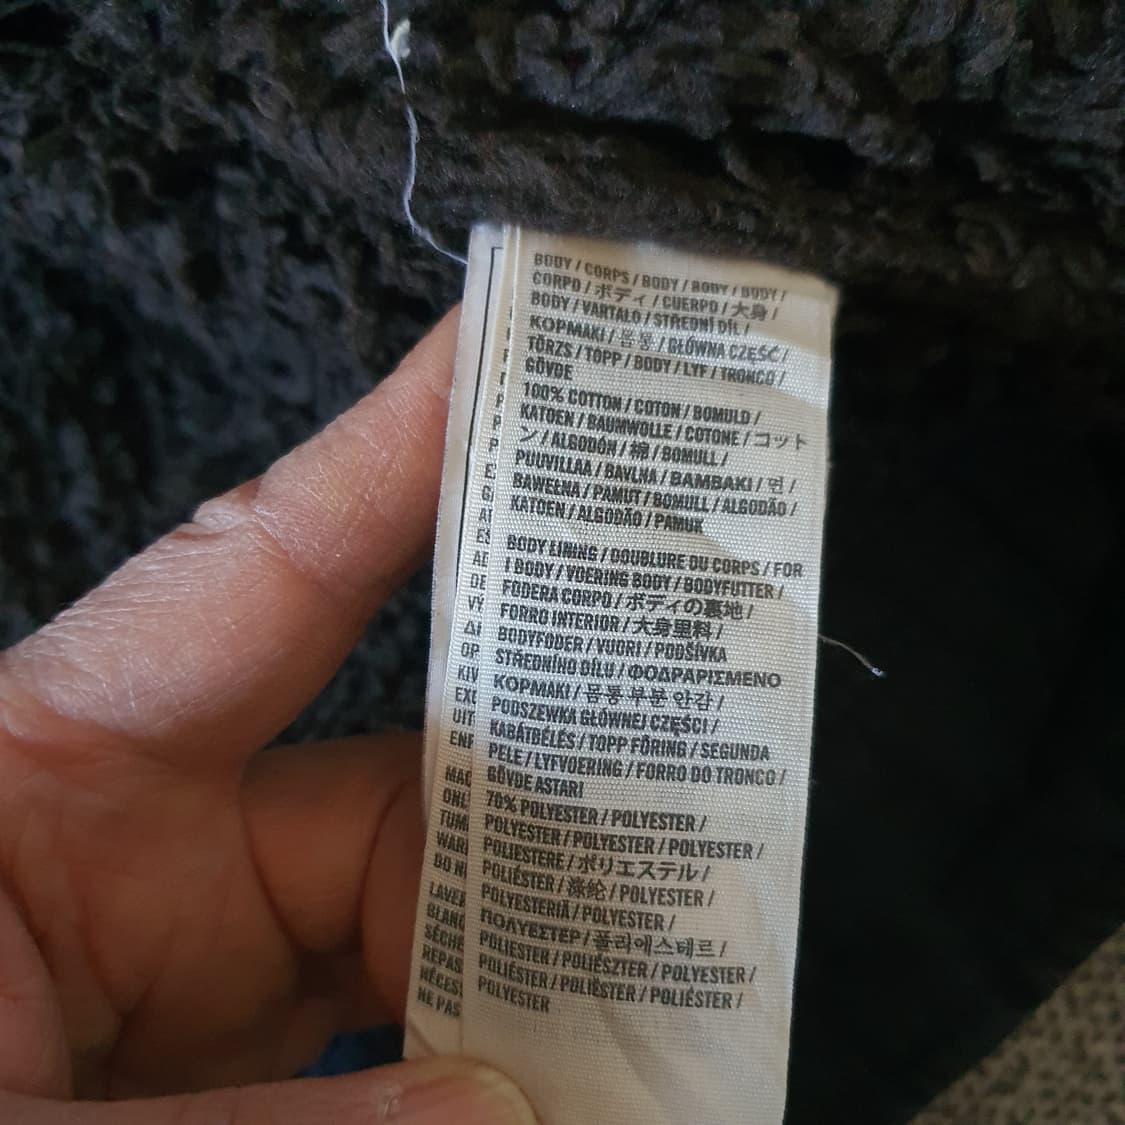 BODY / CORPS / BODY / BODY / BODY /
CORPO / ボディ / CUERPO / 大身 /
BODY / VARTALO / STŘEDNÍ DÍL /
ΚΟΡΜΑΚΙ / 몸통 / GŁÓWNA CZĘŚĆ /
TÖRZS / TOPP / BODY / LYF / TRONCO /
GÖVDE
100% COTTON / COTON / BOMULD /
KATOEN / BAUMWOLLE / COTONE / コット
ン / ALGODÓN / 棉 / BOMULL /
PUUVILLAA / BAVLNA / ΒΑΜΒΑΚΙ / 면 /
BAWEŁNA / PAMUT / BOMULL / ALGODÃO /
KATOEN / ALGODÃO / PAMUK
BODY LINING / DOUBLURE DU CORPS / FOR
I BODY / VOERING BODY / BODYFUTTER /
FODERA CORPO / ボディの裏地 /
FORRO INTERIOR / 大身里料 /
BODYFODER / VUORI / PODŠÍVKA
STŘEDNÍHO DÍLU / ΦΟΔΡΑΡΙΣΜΕΝΟ
ΚΟΡΜΑΚΙ / 몸통 부분 안감 /
PODSZEWKA GŁÓWNEJ CZĘŚCI /
KABÁTBÉLÉS / TOPP FÔRING / SEGUNDA
PELE / LYFVOERING / FORRO DO TRONCO /
GÖVDE ASTARI
70% POLYESTER / POLYESTER /
POLYESTER / POLYESTER / POLYESTER /
POLIESTERE / ポリエステル /
POLIÉSTER / 涤纶 / POLYESTER /
POLYESTERIÄ / POLYESTER /
ΠΟΛΥΕΣΤΕΡ / 폴리에스테르 /
POLIESTER / POLIÉSZTER / POLYESTER /
POLIÉSTER / POLIÉSTER / POLIÉSTER /
POLYESTER